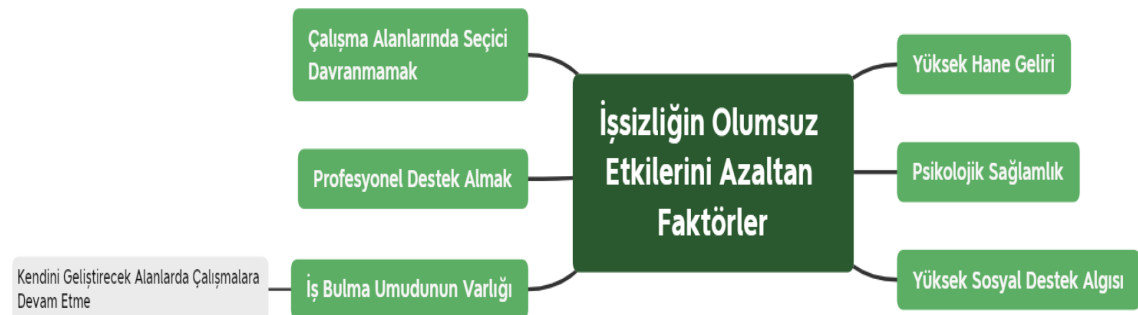 Çalışma Alanlarında Seçici
Davranmamak
Profesyonel Destek Almak
Kendini Geliştirecek Alanlarda Çalışmalara
Devam Etme
İş Bulma Umudunun Varlığı
İşsizliğin Olumsuz
Etkilerini Azaltan
Faktörler
Yüksek Hane Geliri
Psikolojik Sağlamlık
Yüksek Sosyal Destek Algısı